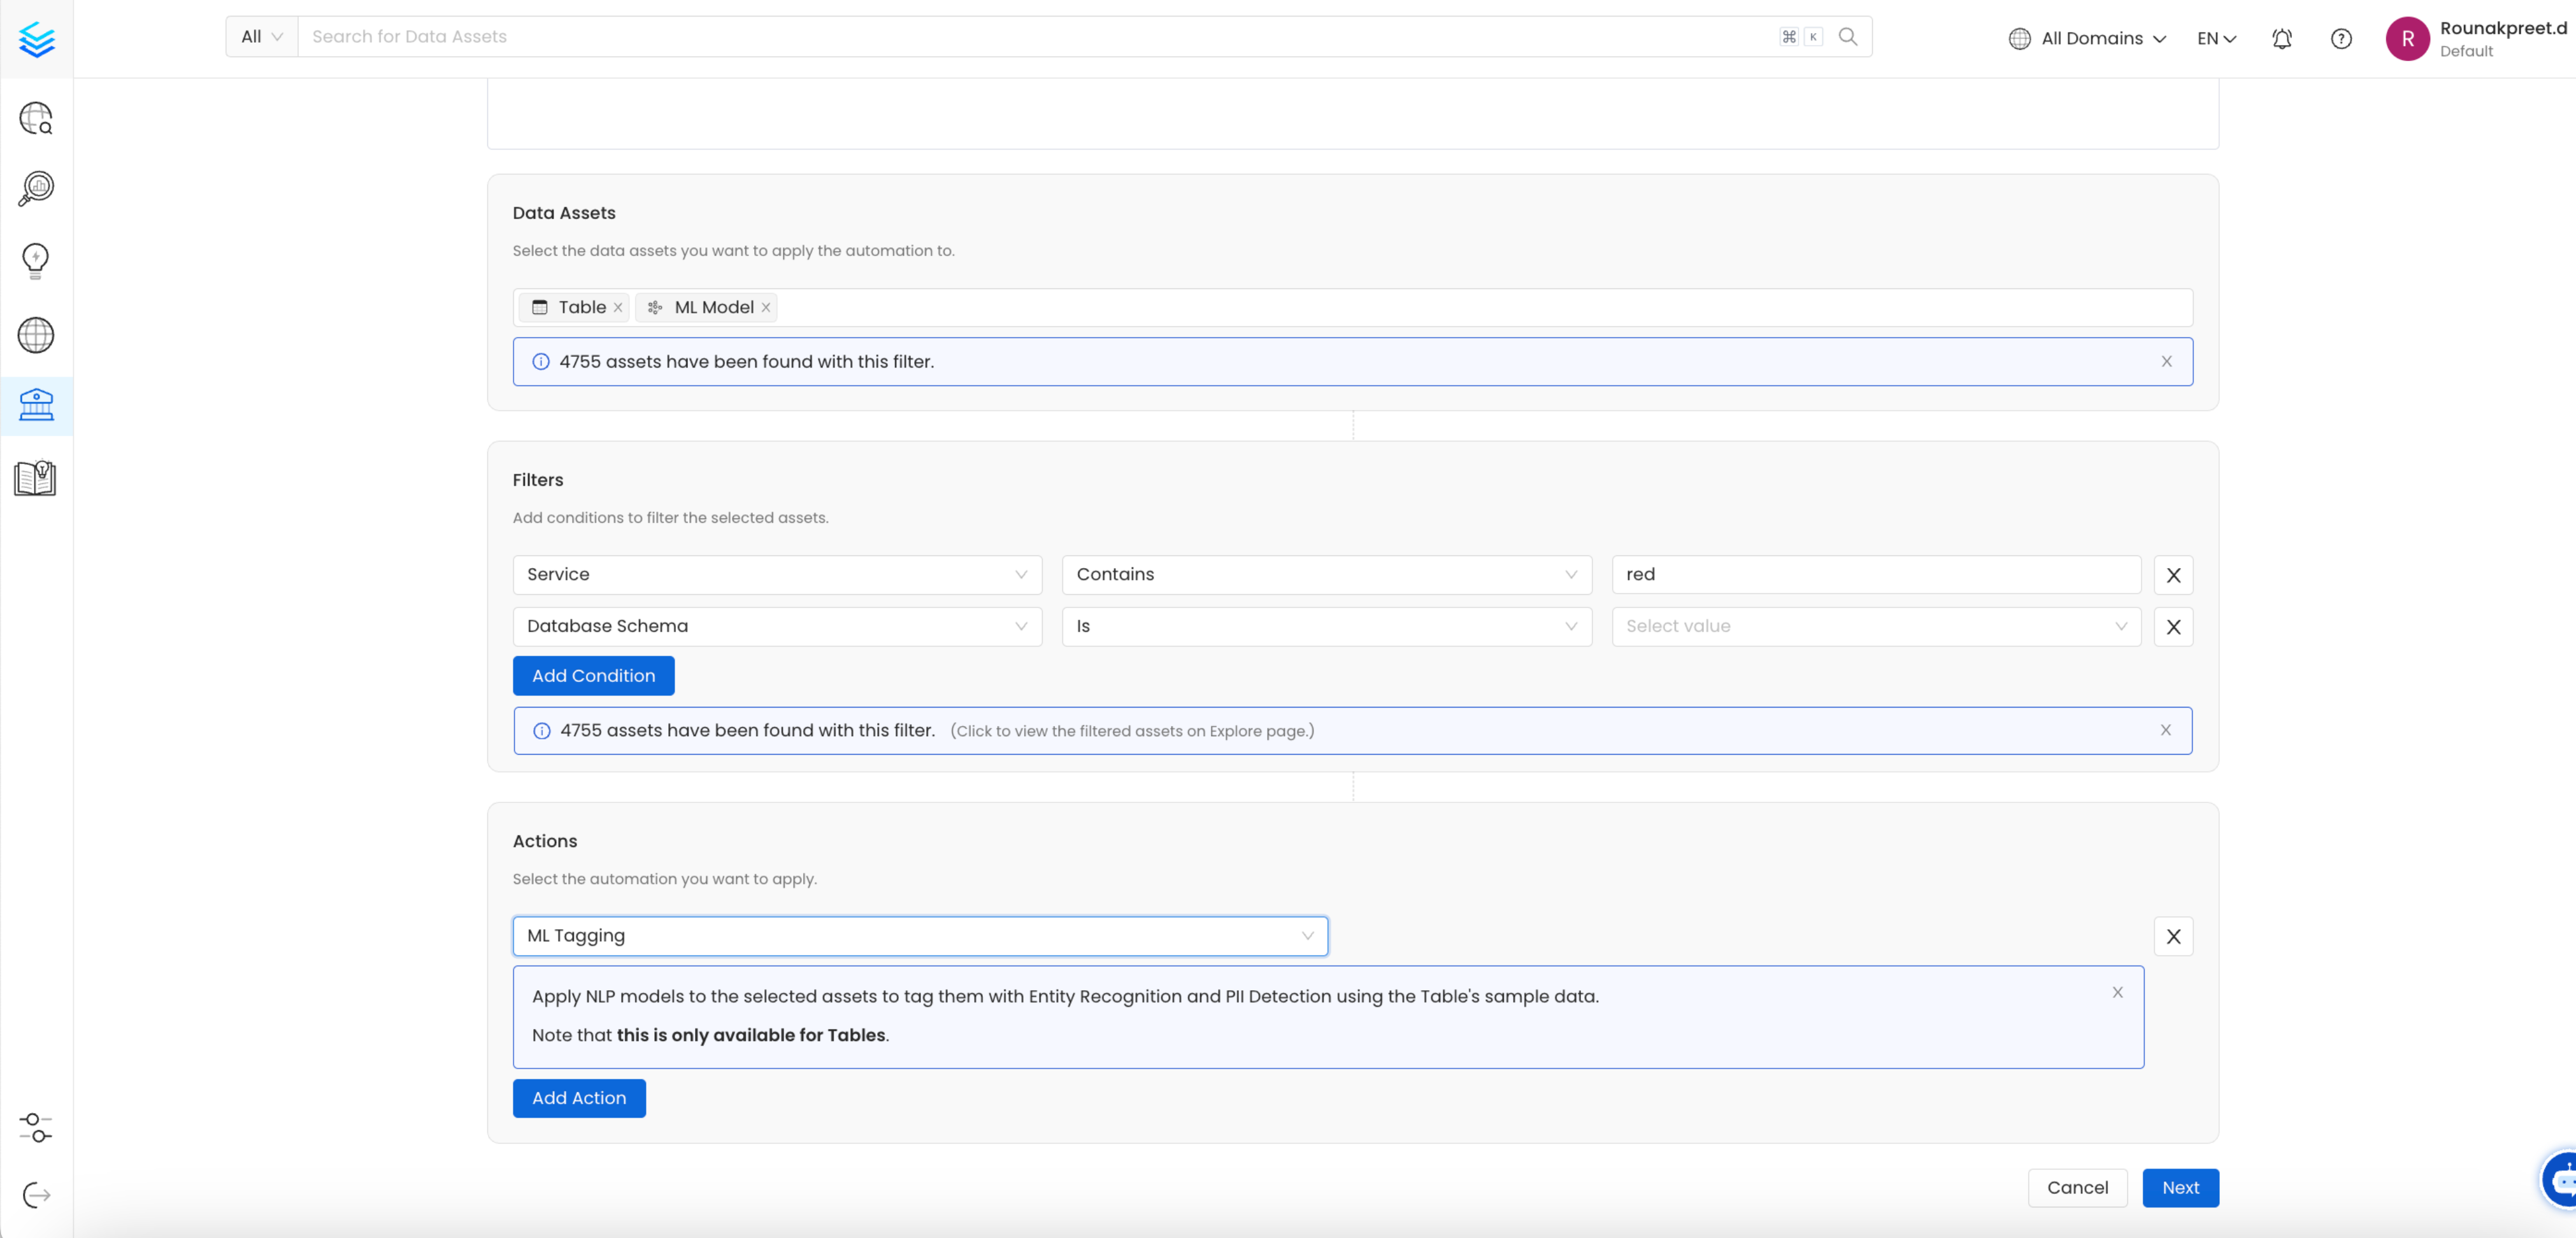 All
Search for Data Assets
⌘ K
All Domains
EN
R
Rounakpreet.d
Default
Data Assets
Select the data assets you want to apply the automation to.
Table
ML Model
4755 assets have been found with this filter.
Filters
Add conditions to filter the selected assets.
Service
Contains
red
Database Schema
Is
Select value
Add Condition
4755 assets have been found with this filter. (Click to view the filtered assets on Explore page.)
Actions
Select the automation you want to apply.
ML Tagging
Apply NLP models to the selected assets to tag them with Entity Recognition and PII Detection using the Table's sample data.
Note that this is only available for Tables.
Add Action
Cancel
Next